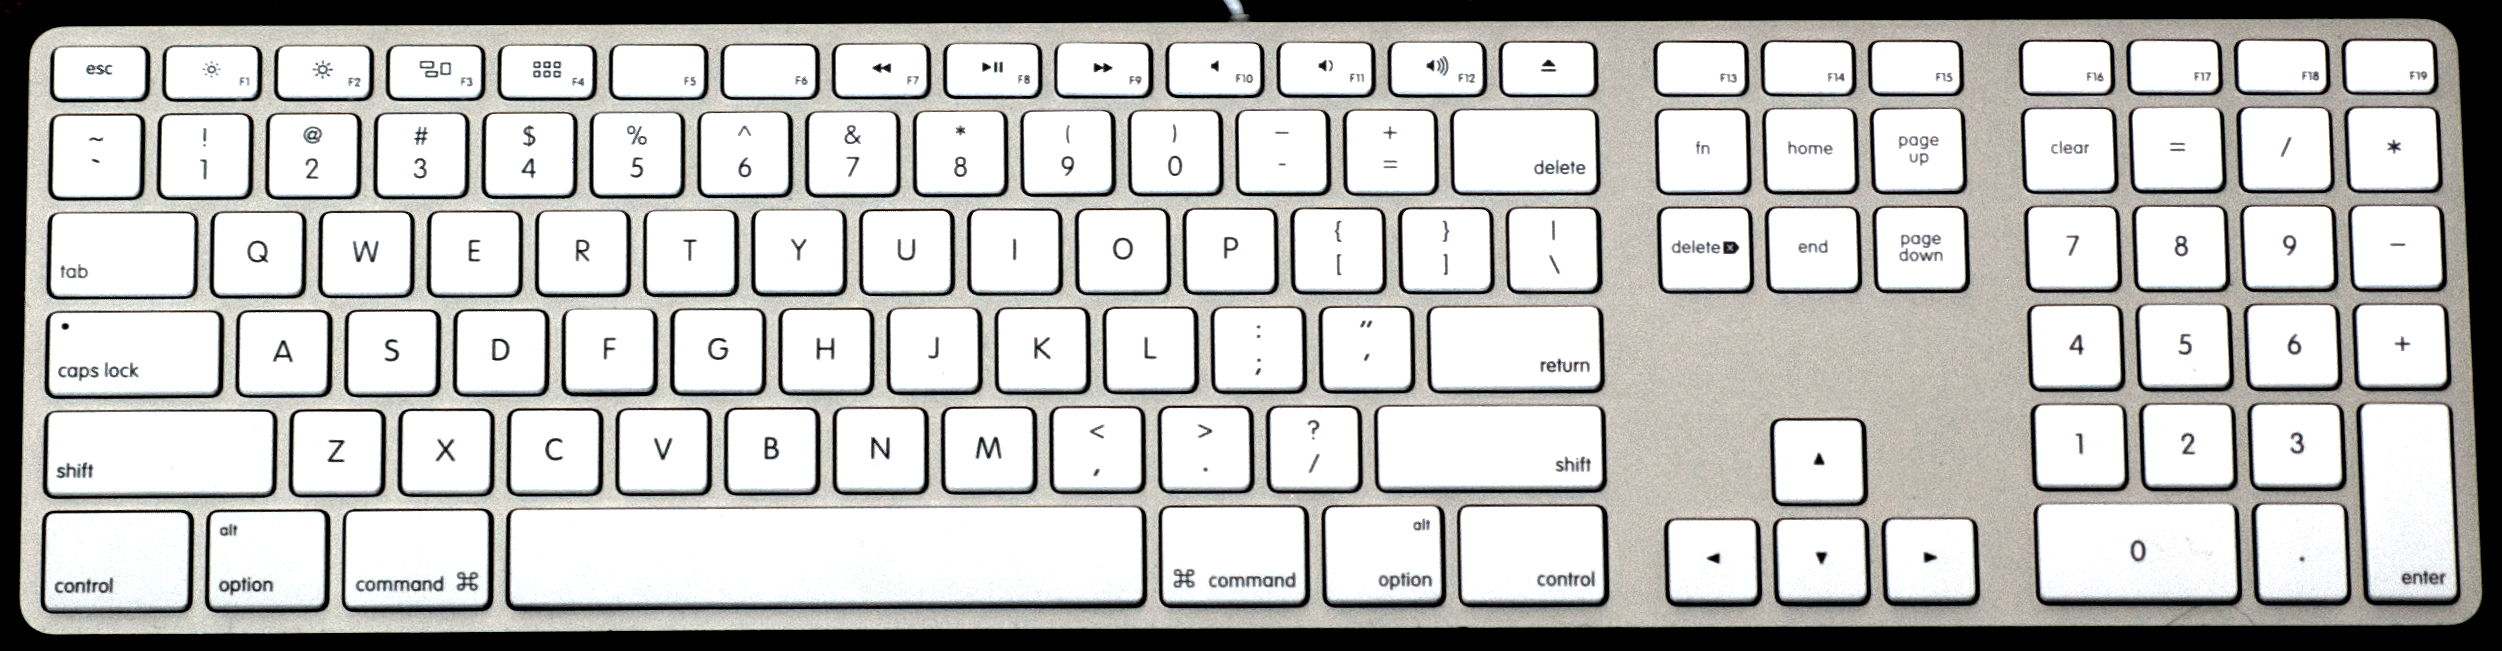 esc F1 F2 F3 F4 F5 F6 F7 F8 F9 F10 F11 F12 F13 F14 F15 F16 F17 F18 F19
~ ! @ # $ % ^ & * ( ) — +
` 1 2 3 4 5 6 7 8 9 0 - = delete fn home page up clear = / *
tab Q W E R T Y U I O P { [ } ] | \ delete end page down 7 8 9 −
caps lock A S D F G H J K L : ; " ' return 4 5 6 +
shift Z X C V B N M < , > . ? / shift 1 2 3
control alt option command ⌘ ⌘ command alt option control 0 . enter